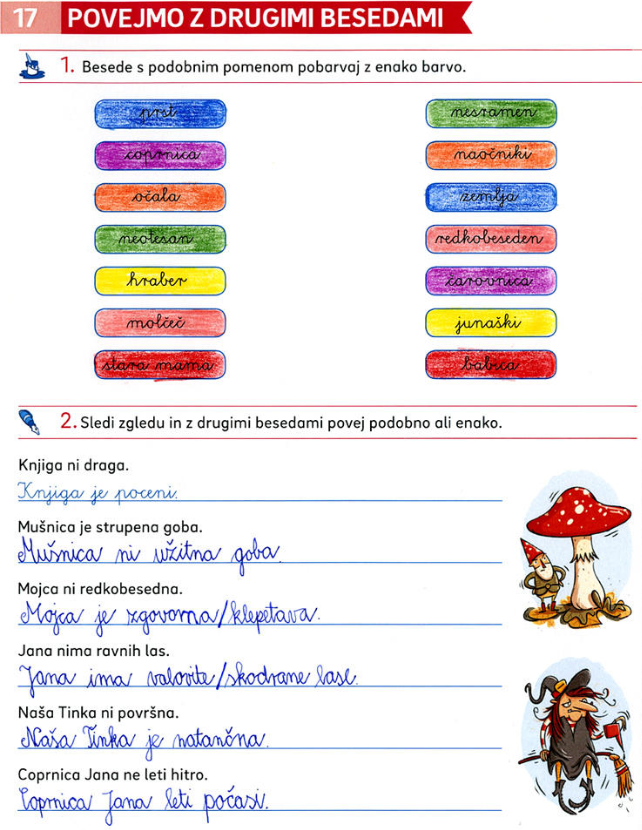 17 POVEJMO Z DRUGIMI BESEDAMI
1. Besede s podobnim pomenom pobarvaj z enako barvo.
prst nesramen
coprnica naočniki
očala zemlja
neotesan redkobeseden
hraber čarovnica
molčeč junaški
stara mama babica
2. Sledi zgledu in z drugimi besedami povej podobno ali enako.
Knjiga ni draga.
Knjiga je poceni.
Mušnica je strupena goba.
Mušnica ni užitna goba.
Mojca ni redkobesedna.
Mojca je zgovorna/klepetava.
Jana nima ravnih las.
Jana ima valovite/skodrane lase.
Naša Tinka ni površna.
Naša Tinka je natančna.
Coprnica Jana ne leti hitro.
Coprnica Jana leti počasi.